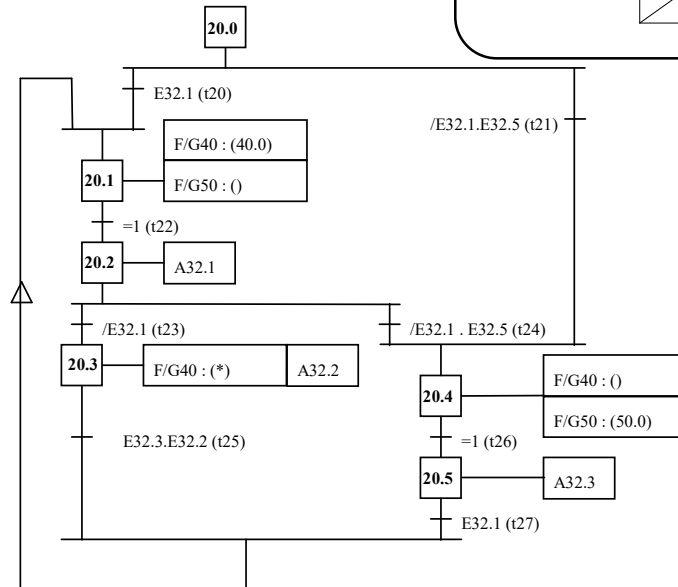 20.0
E32.1 (t20)
/E32.1.E32.5 (t21)
F/G40 : (40.0)
20.1
F/G50 : ()
=1 (t22)
20.2
A32.1
/E32.1 (t23)
/E32.1 . E32.5 (t24)
20.3
F/G40 : (*)
A32.2
F/G40 : ()
20.4
F/G50 : (50.0)
E32.3.E32.2 (t25)
=1 (t26)
20.5
A32.3
E32.1 (t27)